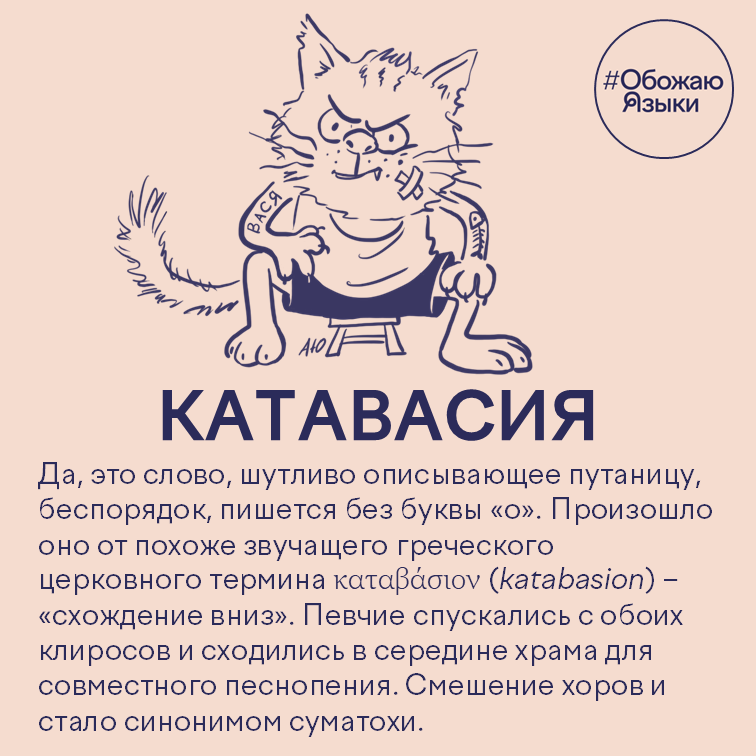 #Обожаю
Языки
ВАСЯ
АЮ
КАТАВАСИЯ
Да, это слово, шутливо описывающее путаницу,
беспорядок, пишется без буквы «о». Произошло
оно от похоже звучащего греческого
церковного термина καταβάσιον (katabasion) –
«схождение вниз». Певчие спускались с обоих
клиросов и сходились в середине храма для
совместного песнопения. Смешение хоров и
стало синонимом суматохи.